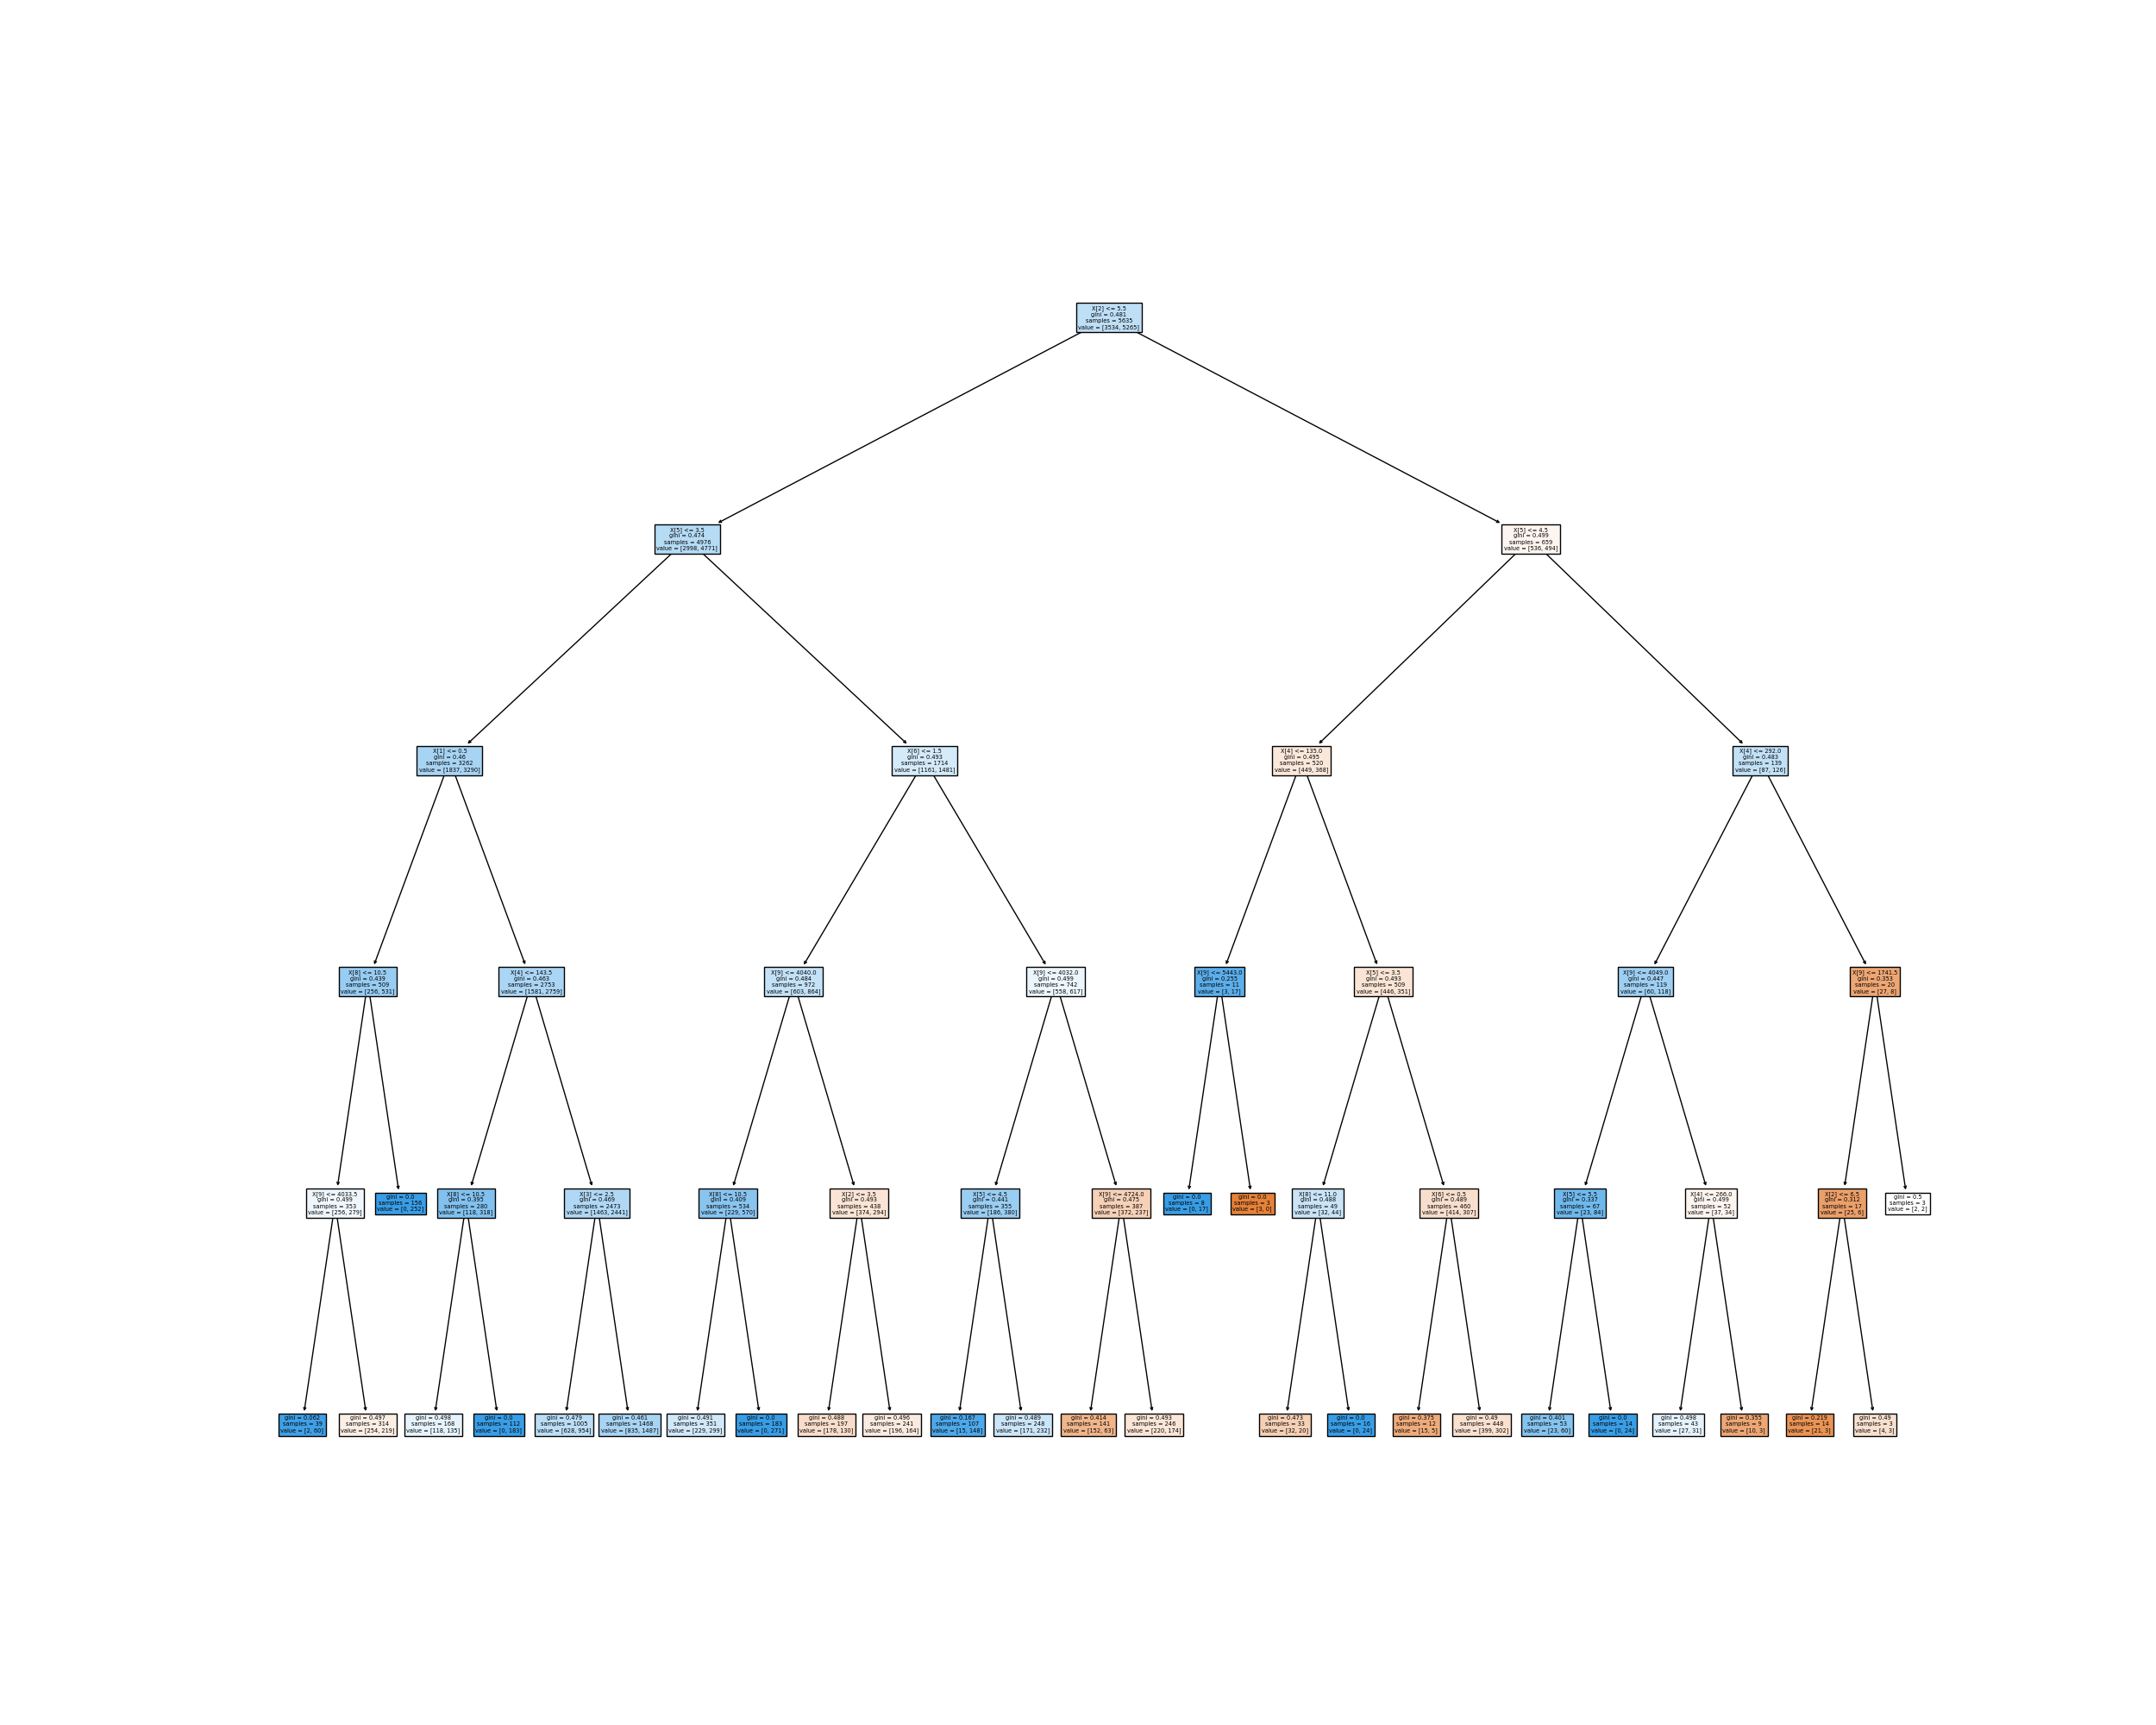 X[2] <= 5.5
gini = 0.481
samples = 5635
value = [3534, 5265]
X[5] <= 3.5
gini = 0.474
samples = 4976
value = [2998, 4771]
X[5] <= 4.5
gini = 0.499
samples = 659
value = [536, 494]
X[1] <= 0.5
gini = 0.46
samples = 3262
value = [1837, 3290]
X[6] <= 1.5
gini = 0.493
samples = 1714
value = [1161, 1481]
X[4] <= 135.0
gini = 0.495
samples = 520
value = [449, 368]
X[4] <= 292.0
gini = 0.483
samples = 139
value = [87, 126]
X[8] <= 10.5
gini = 0.439
samples = 509
value = [256, 531]
X[4] <= 143.5
gini = 0.463
samples = 2753
value = [1581, 2759]
X[9] <= 4040.0
gini = 0.484
samples = 972
value = [603, 864]
X[9] <= 4032.0
gini = 0.499
samples = 742
value = [558, 617]
X[9] <= 5443.0
gini = 0.255
samples = 11
value = [3, 17]
X[5] <= 3.5
gini = 0.493
samples = 509
value = [446, 351]
X[9] <= 4049.0
gini = 0.447
samples = 119
value = [60, 118]
X[9] <= 1741.5
gini = 0.353
samples = 20
value = [27, 8]
X[9] <= 4033.5
gini = 0.499
samples = 353
value = [256, 279]
gini = 0.0
samples = 156
value = [0, 252]
X[8] <= 10.5
gini = 0.395
samples = 280
value = [118, 318]
X[3] <= 2.5
gini = 0.469
samples = 2473
value = [1463, 2441]
X[8] <= 10.5
gini = 0.409
samples = 534
value = [229, 570]
X[2] <= 3.5
gini = 0.493
samples = 438
value = [374, 294]
X[5] <= 4.5
gini = 0.441
samples = 355
value = [186, 380]
X[9] <= 4724.0
gini = 0.475
samples = 387
value = [372, 237]
gini = 0.0
samples = 8
value = [0, 17]
gini = 0.0
samples = 3
value = [3, 0]
X[8] <= 11.0
gini = 0.488
samples = 49
value = [32, 44]
X[6] <= 0.5
gini = 0.489
samples = 460
value = [414, 307]
X[5] <= 5.5
gini = 0.337
samples = 67
value = [23, 84]
X[4] <= 266.0
gini = 0.499
samples = 52
value = [37, 34]
X[2] <= 6.5
gini = 0.312
samples = 17
value = [25, 6]
gini = 0.5
samples = 3
value = [2, 2]
gini = 0.062
samples = 39
value = [2, 60]
gini = 0.497
samples = 314
value = [254, 219]
gini = 0.498
samples = 168
value = [118, 135]
gini = 0.0
samples = 112
value = [0, 183]
gini = 0.479
samples = 1005
value = [628, 954]
gini = 0.461
samples = 1468
value = [835, 1487]
gini = 0.491
samples = 351
value = [229, 299]
gini = 0.0
samples = 183
value = [0, 271]
gini = 0.488
samples = 197
value = [178, 130]
gini = 0.496
samples = 241
value = [196, 164]
gini = 0.167
samples = 107
value = [15, 148]
gini = 0.489
samples = 248
value = [171, 232]
gini = 0.414
samples = 141
value = [152, 63]
gini = 0.493
samples = 246
value = [220, 174]
gini = 0.473
samples = 33
value = [32, 20]
gini = 0.0
samples = 16
value = [0, 24]
gini = 0.375
samples = 12
value = [15, 5]
gini = 0.49
samples = 448
value = [399, 302]
gini = 0.401
samples = 53
value = [23, 60]
gini = 0.0
samples = 14
value = [0, 24]
gini = 0.498
samples = 43
value = [27, 31]
gini = 0.355
samples = 9
value = [10, 3]
gini = 0.219
samples = 14
value = [21, 3]
gini = 0.49
samples = 3
value = [4, 3]